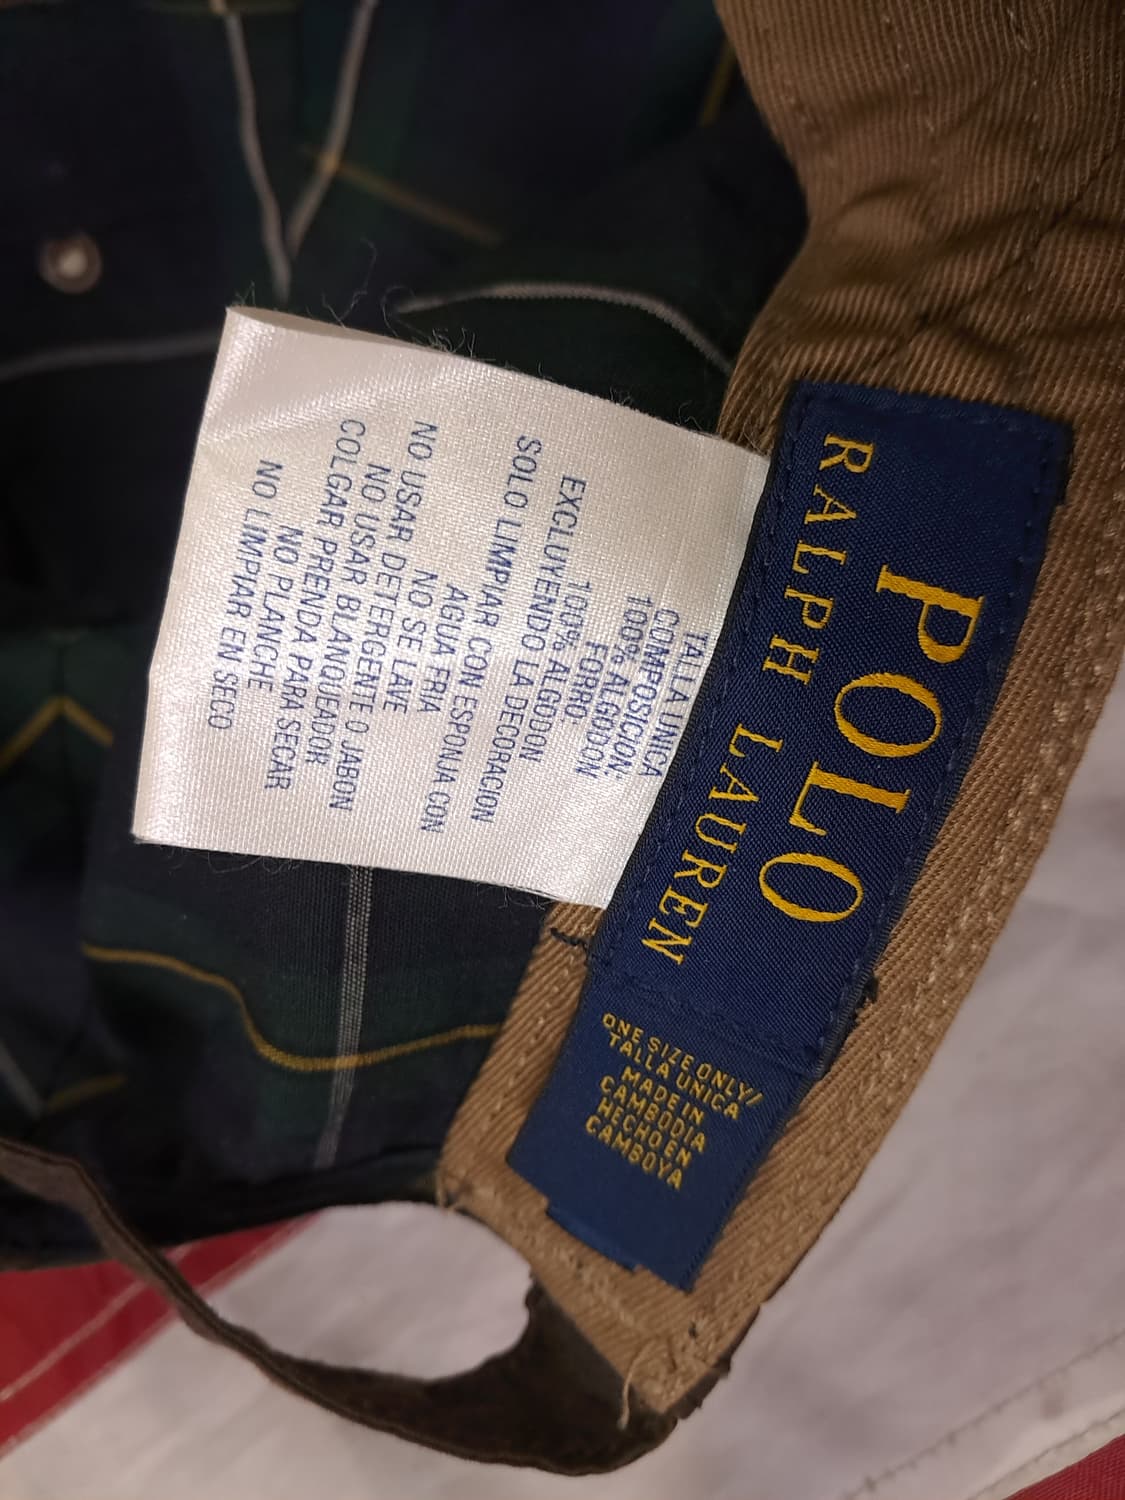 POLO
RALPH LAUREN
ONE SIZE ONLY/
TALLA UNICA
MADE IN
CAMBODIA
HECHO EN
CAMBOYA
TALLA UNICA
COMPOSICION:
100% ALGODON
FORRO:
100% ALGODON
EXCLUYENDO LA DECORACION
SOLO LIMPIAR CON ESPONJA CON
AGUA FRIA
NO SE LAVE
NO USAR DETERGENTE O JABON
NO USAR BLANQUEADOR
COLGAR PRENDA PARA SECAR
NO PLANCHE
NO LIMPIAR EN SECO